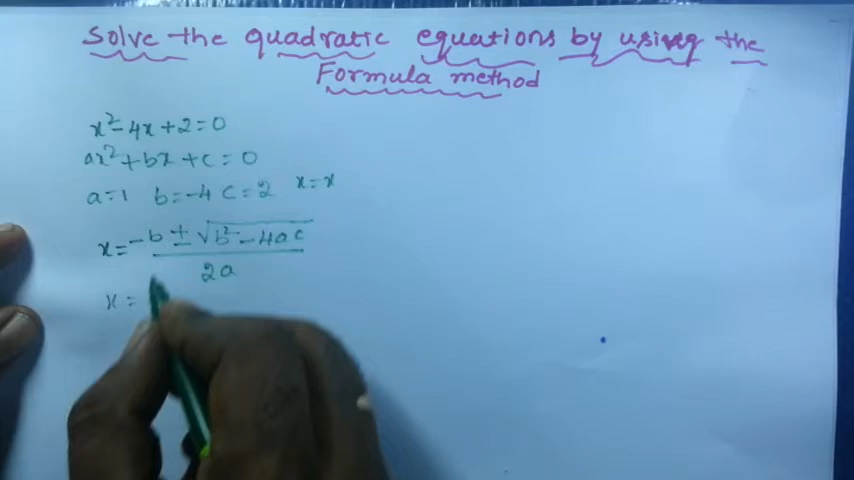 Solve the quadratic equations by using the
Formula method
x²-4x+2=0
ax²+bx+c=0
a=1 b=-4 c=2 x=x
x=-b±√b²-4ac
2a
x=